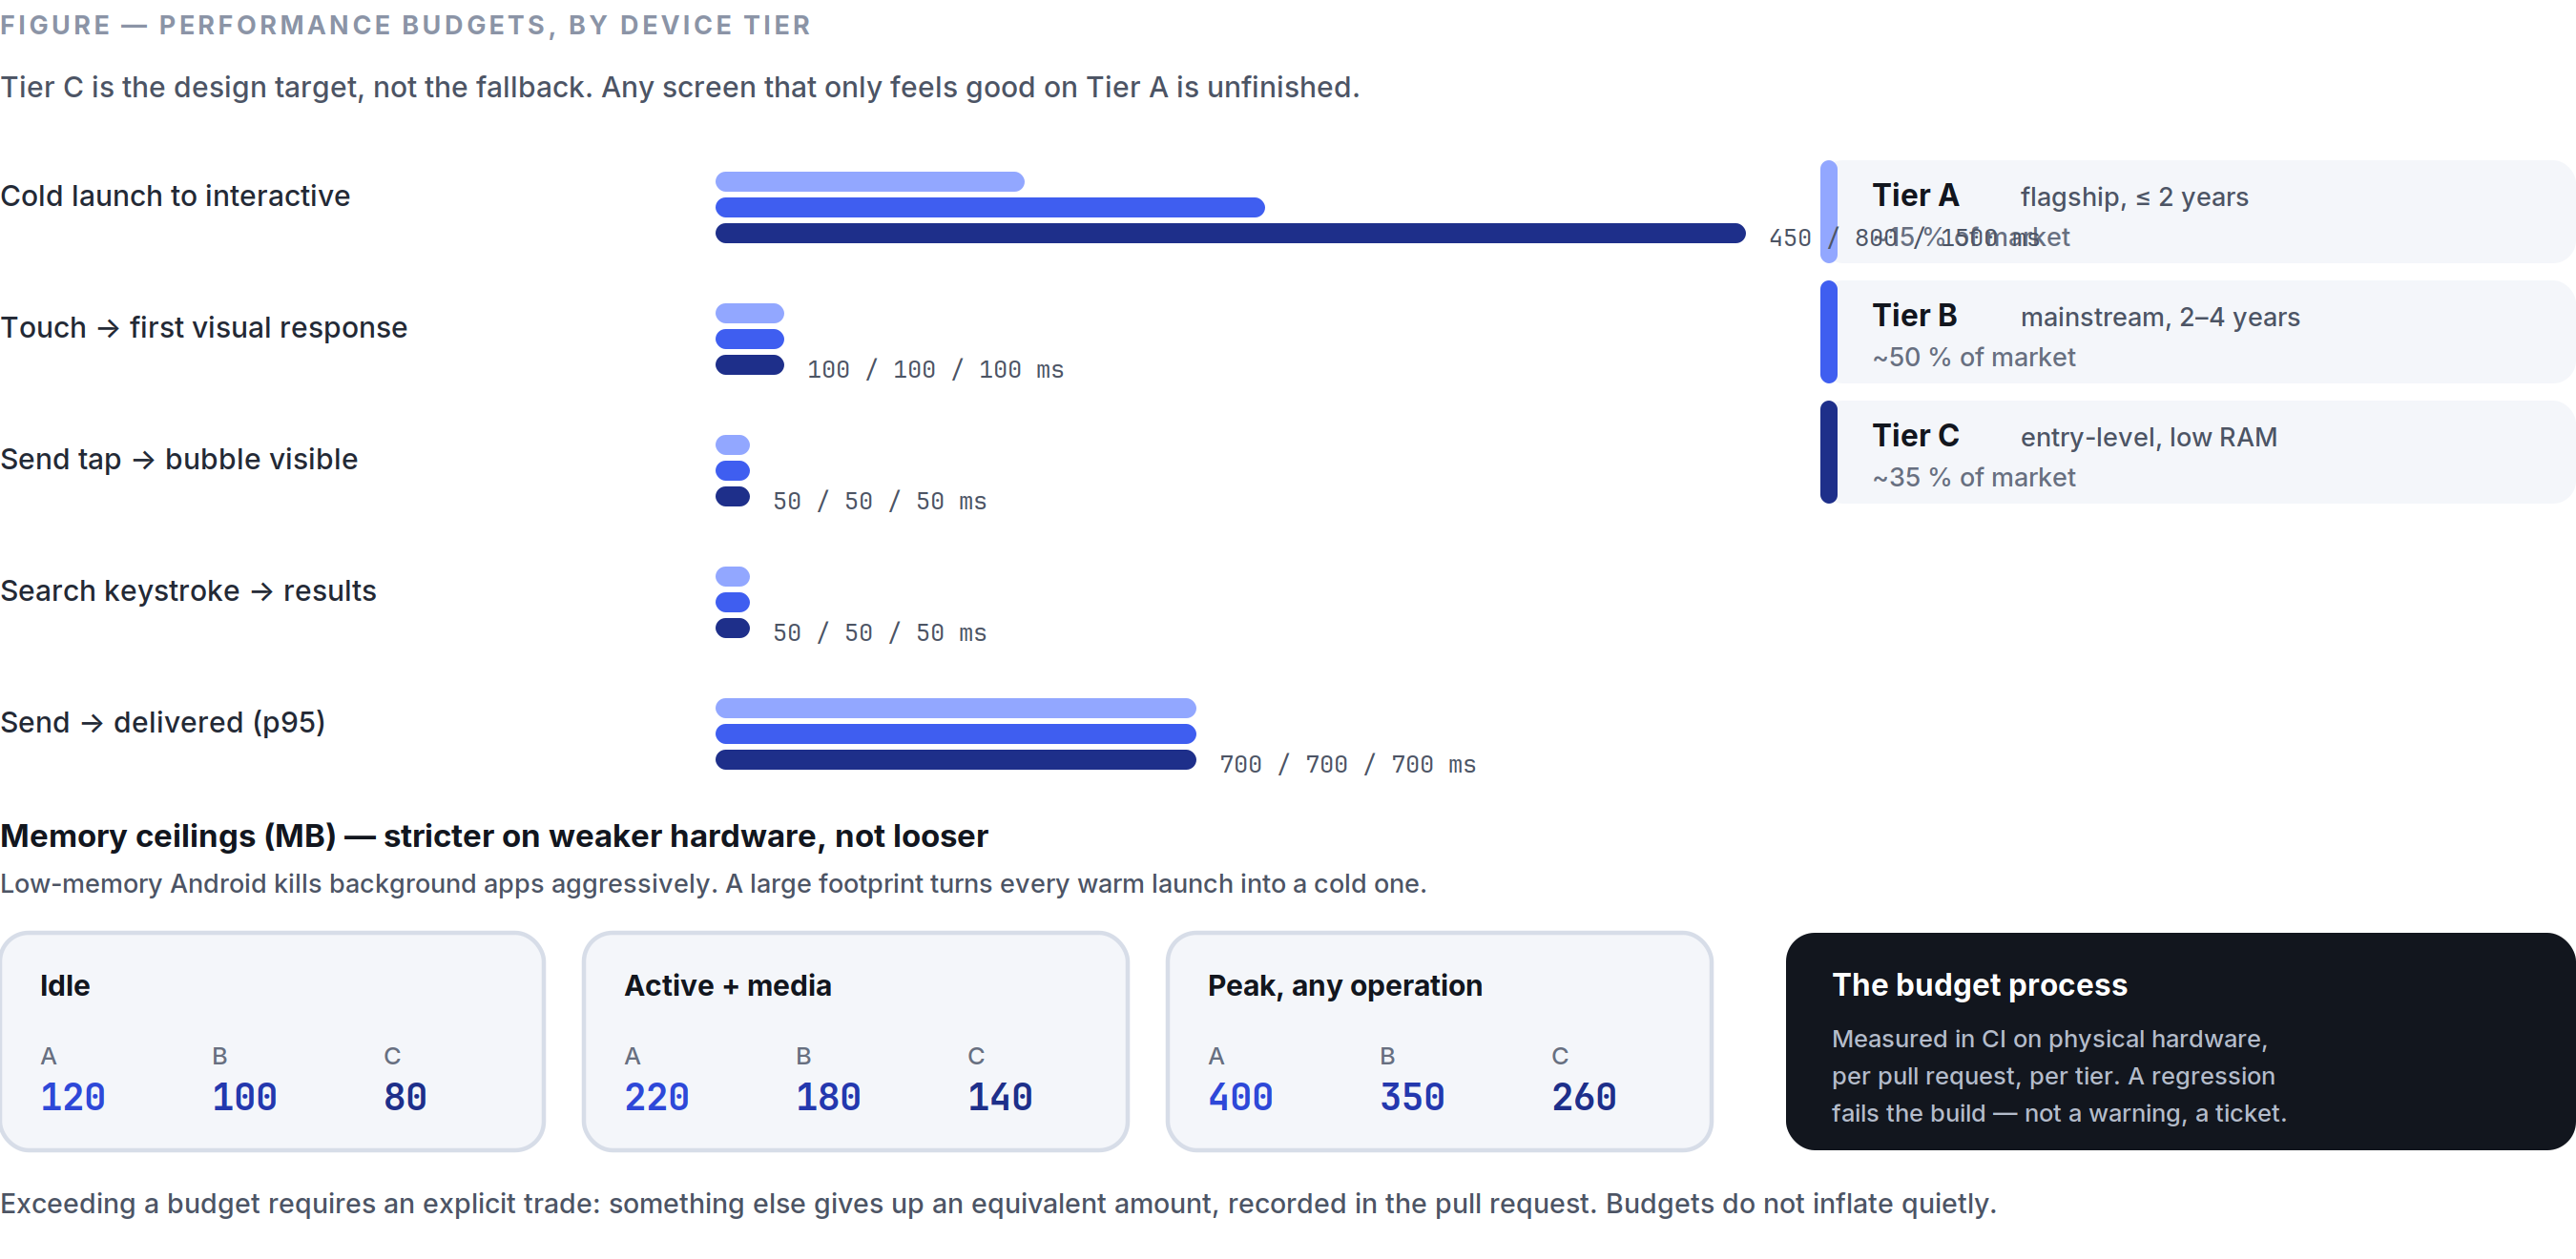 FIGURE — PERFORMANCE BUDGETS, BY DEVICE TIER
Tier C is the design target, not the fallback. Any screen that only feels good on Tier A is unfinished.
Cold launch to interactive
450 / 800 / 1500 ms
Touch → first visual response
100 / 100 / 100 ms
Send tap → bubble visible
50 / 50 / 50 ms
Search keystroke → results
50 / 50 / 50 ms
Send → delivered (p95)
700 / 700 / 700 ms
Tier A flagship, ≤ 2 years
~15 % of market
Tier B mainstream, 2–4 years
~50 % of market
Tier C entry-level, low RAM
~35 % of market
Memory ceilings (MB) — stricter on weaker hardware, not looser
Low-memory Android kills background apps aggressively. A large footprint turns every warm launch into a cold one.
Idle
A B C
120 100 80
Active + media
A B C
220 180 140
Peak, any operation
A B C
400 350 260
The budget process
Measured in CI on physical hardware,
per pull request, per tier. A regression
fails the build — not a warning, a ticket.
Exceeding a budget requires an explicit trade: something else gives up an equivalent amount, recorded in the pull request. Budgets do not inflate quietly.